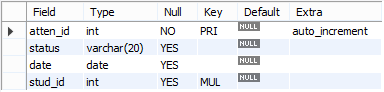 Field Type Null Key Default Extra
atten_id int NO PRI NULL auto_increment
status varchar(20) YES NULL
date date YES NULL
stud_id int YES MUL NULL